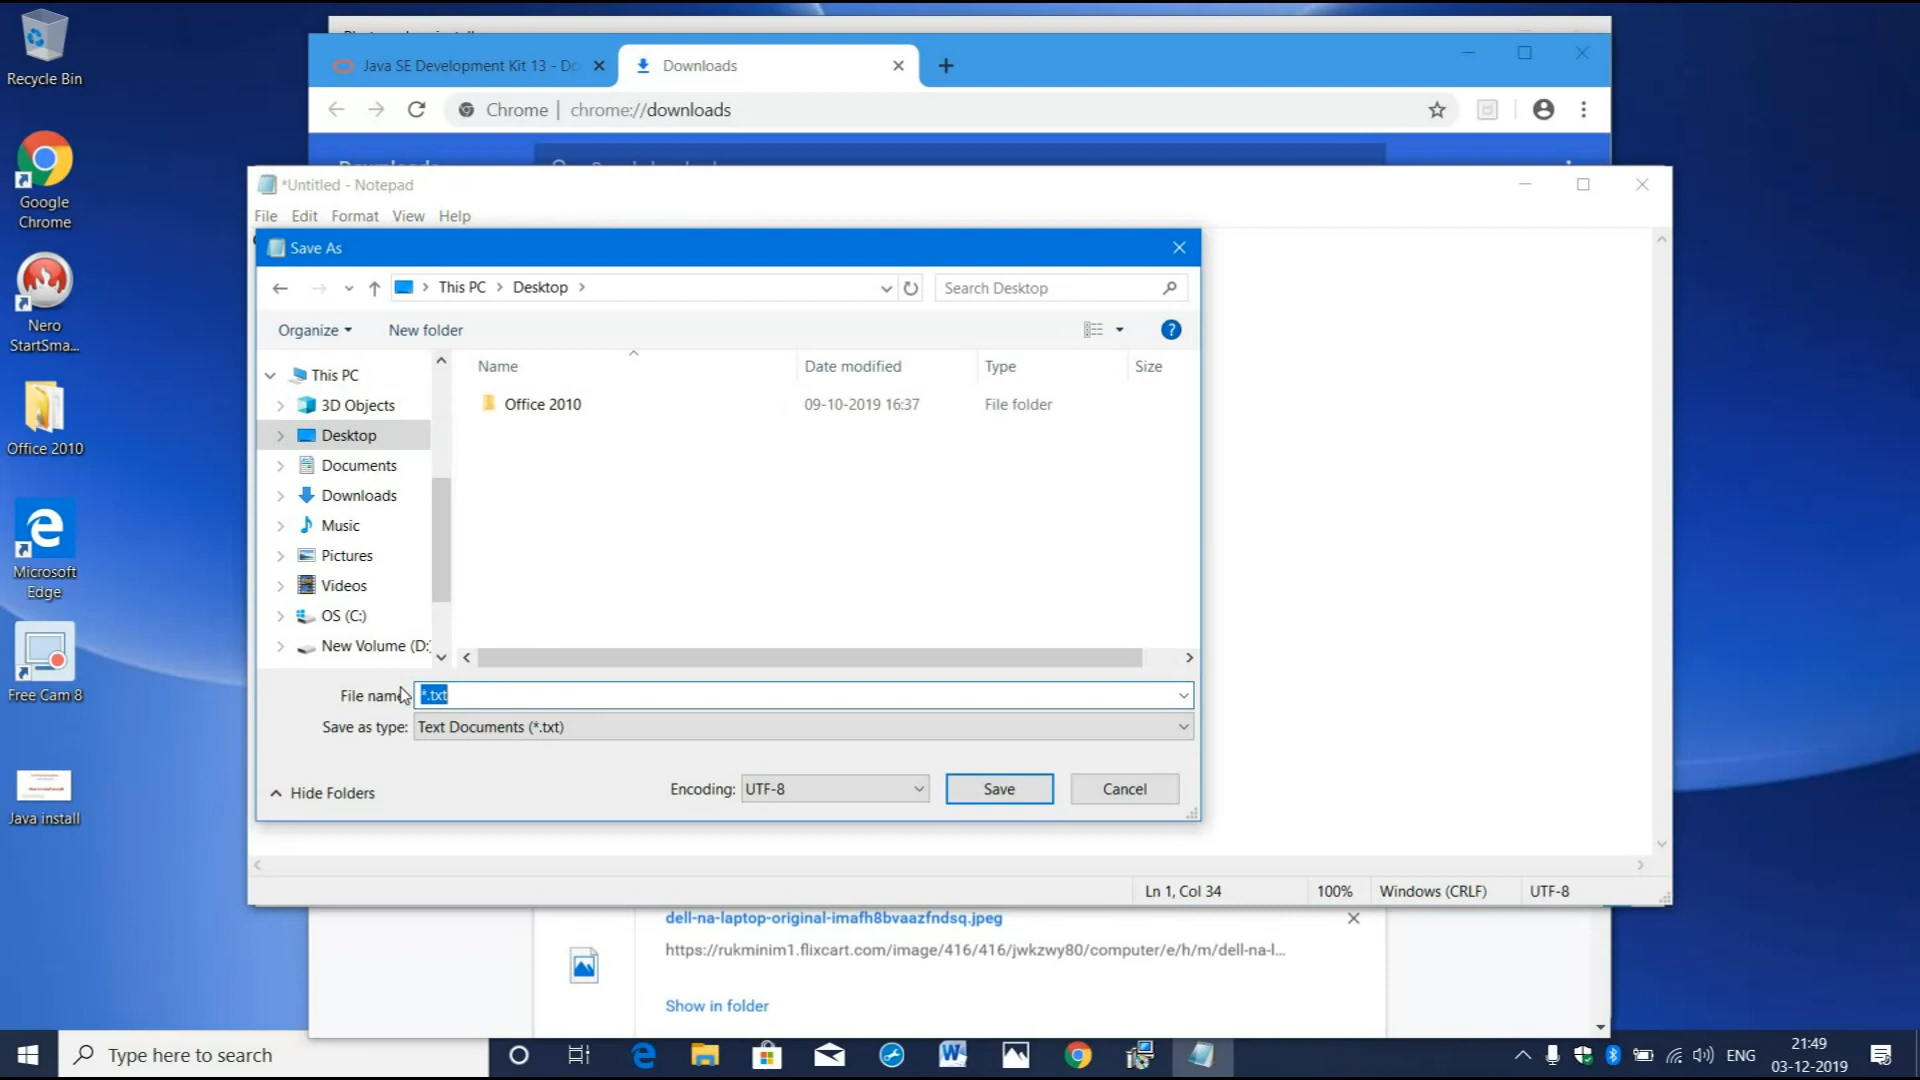 Recycle Bin
Google
Chrome
Nero
StartSma...
Office 2010
Microsoft
Edge
Free Cam 8
Java install
Java SE Development Kit 13 - Do
Downloads
Chrome | chrome://downloads
Downloads
*Untitled - Notepad
File Edit Format View Help
Save As
This PC > Desktop >
Search Desktop
Organize
New folder
?
Name
Date modified
Type
Size
Office 2010
09-10-2019 16:37
File folder
This PC
3D Objects
Desktop
Documents
Downloads
Music
Pictures
Videos
OS (C:)
New Volume (D:
File name
*.txt
Save as type:
Text Documents (*.txt)
Hide Folders
Encoding:
UTF-8
Save
Cancel
Ln 1, Col 34
100%
Windows (CRLF)
UTF-8
dell-na-laptop-original-imafh8bvaazfndsq.jpeg
https://rukminim1.flixcart.com/image/416/416/jwkzwy80/computer/e/h/m/dell-na-l...
Show in folder
Type here to search
ENG
21:49
03-12-2019